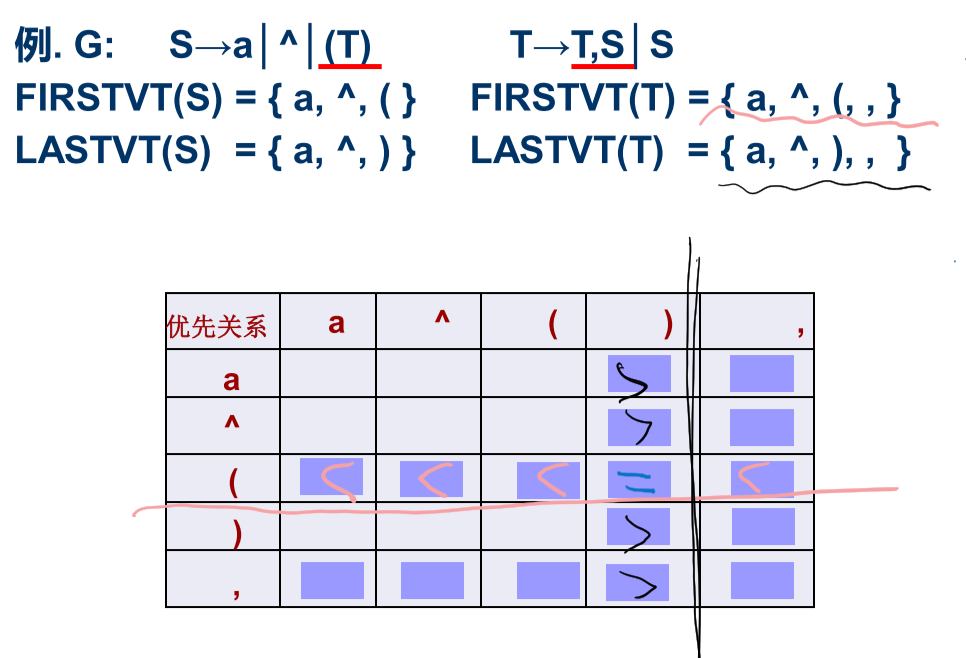 例. G: S→a│^│(T) T→T,S│S
FIRSTVT(S) = { a, ^, ( } FIRSTVT(T) = { a, ^, (, , }
LASTVT(S) = { a, ^, ) } LASTVT(T) = { a, ^, ), , }
优先关系 a ^ ( ) ,
a >
^ >
( < < < = <
) >
, >